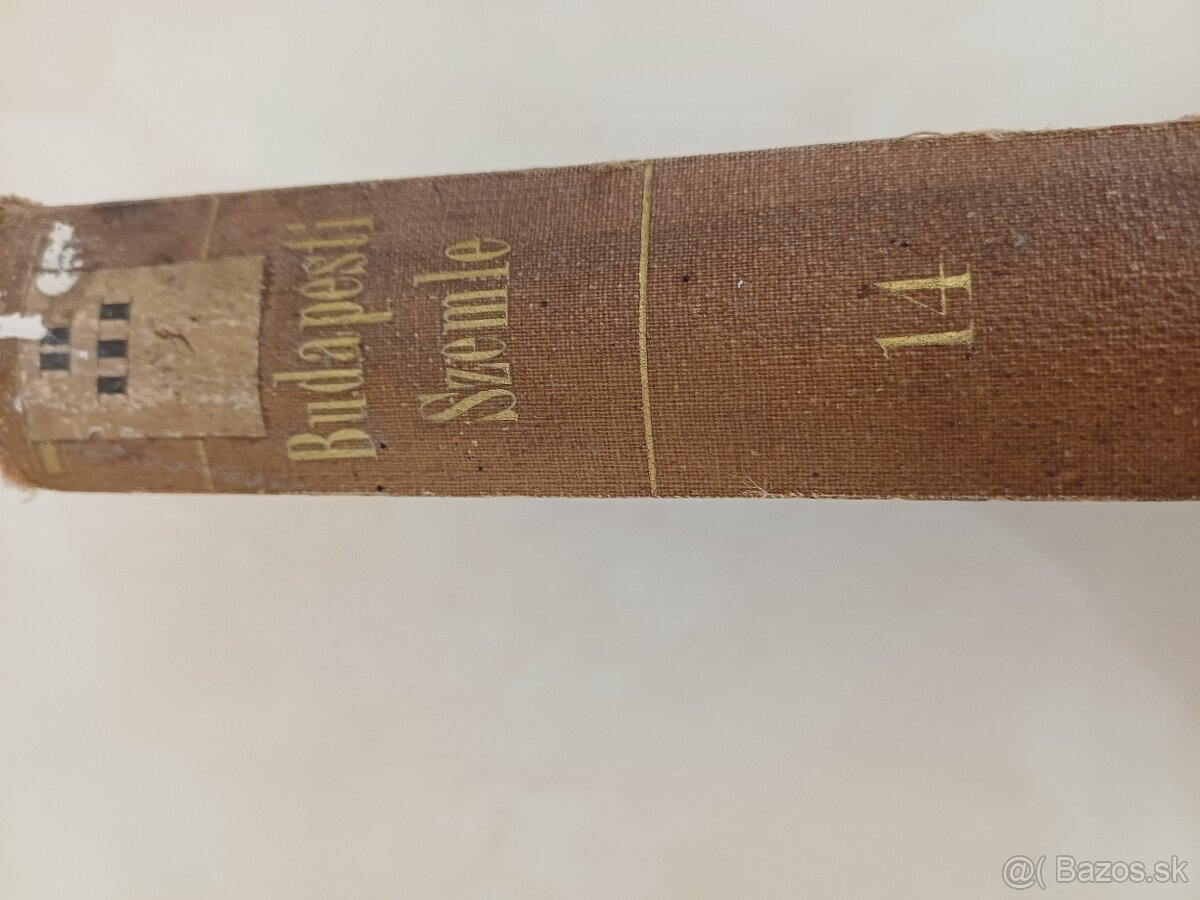 Budapesti
Szemle
14
@( Bazos.sk